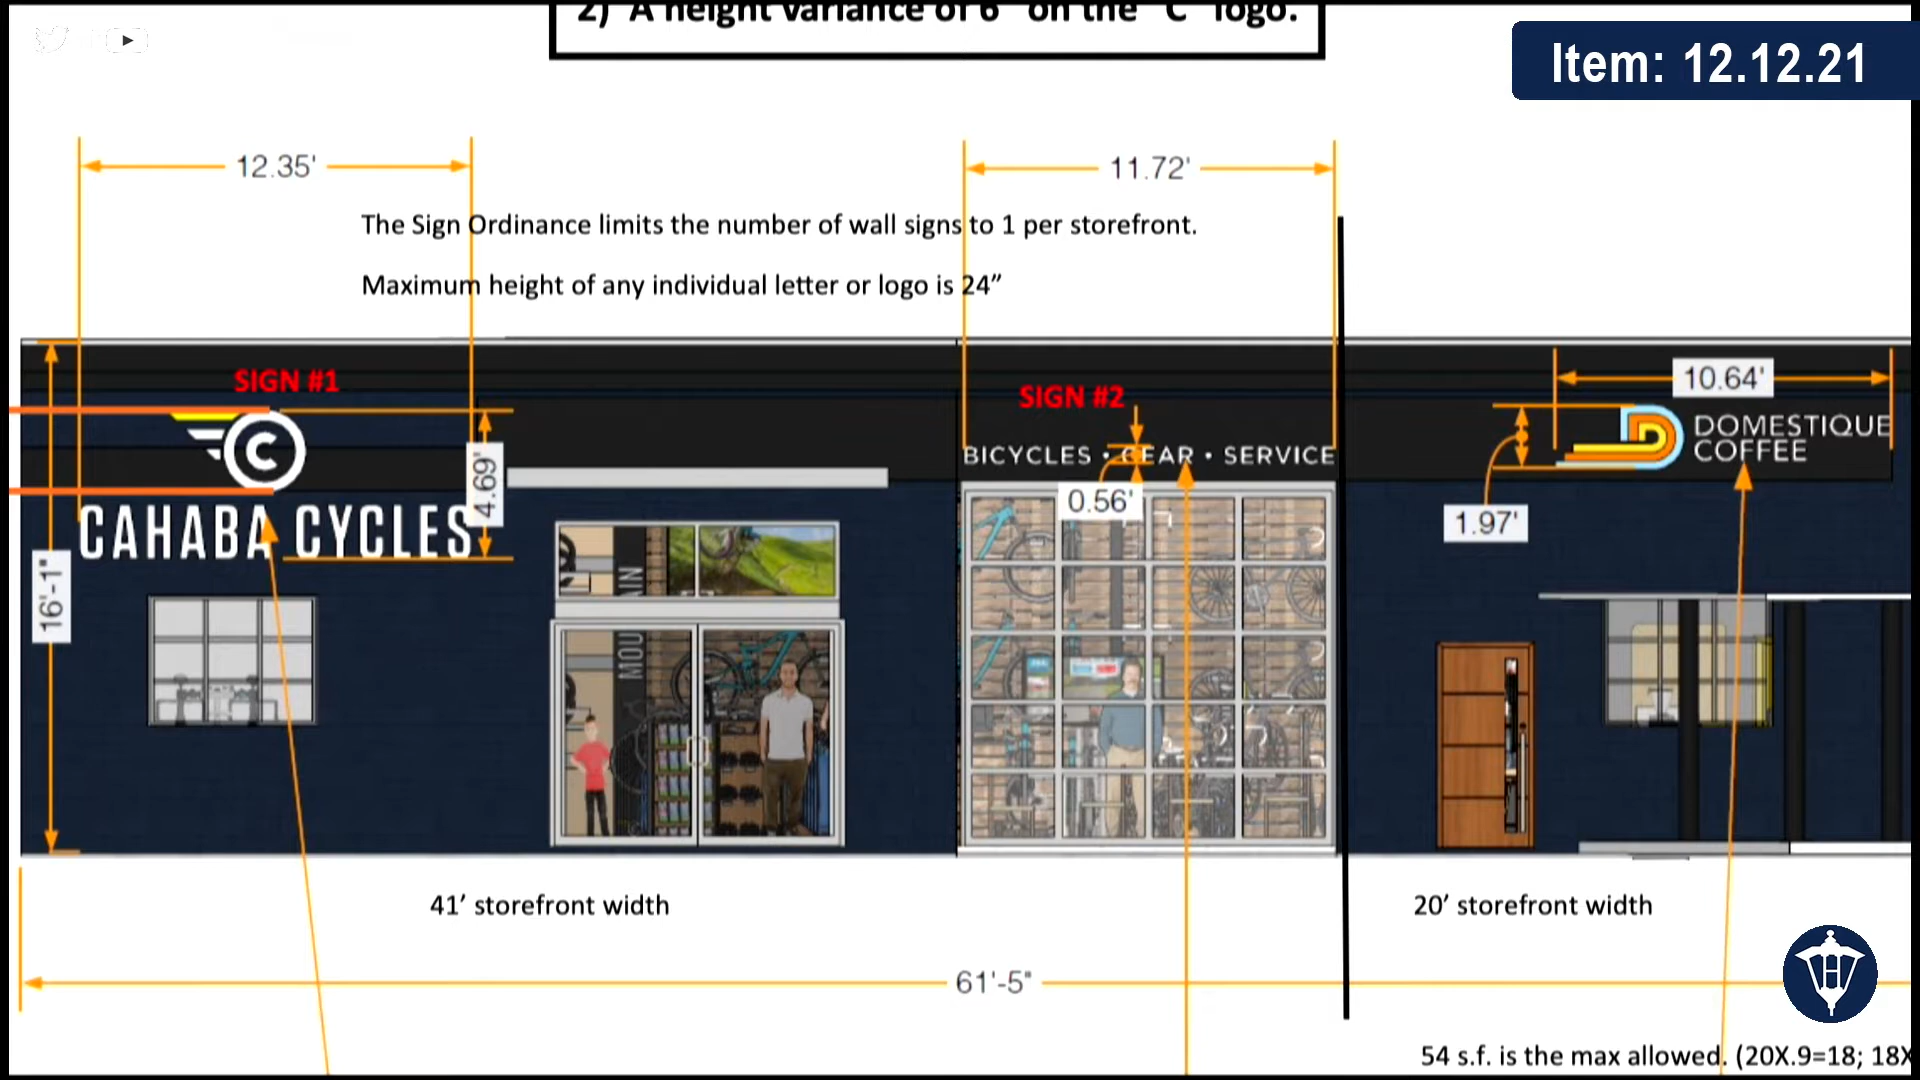 2) A height variance of 6" on the "C" logo.
Item: 12.12.21
12.35'
11.72'
The Sign Ordinance limits the number of wall signs to 1 per storefront.
Maximum height of any individual letter or logo is 24”
SIGN #1
SIGN #2
10.64'
C
BICYCLES • GEAR • SERVICE
DOMESTIQUE
COFFEE
4.69'
0.56'
1.97'
CAHABA CYCLES
16'-1"
MOU
AIN
41’ storefront width
20’ storefront width
61'-5"
H
54 s.f. is the max allowed. (20X.9=18; 18X